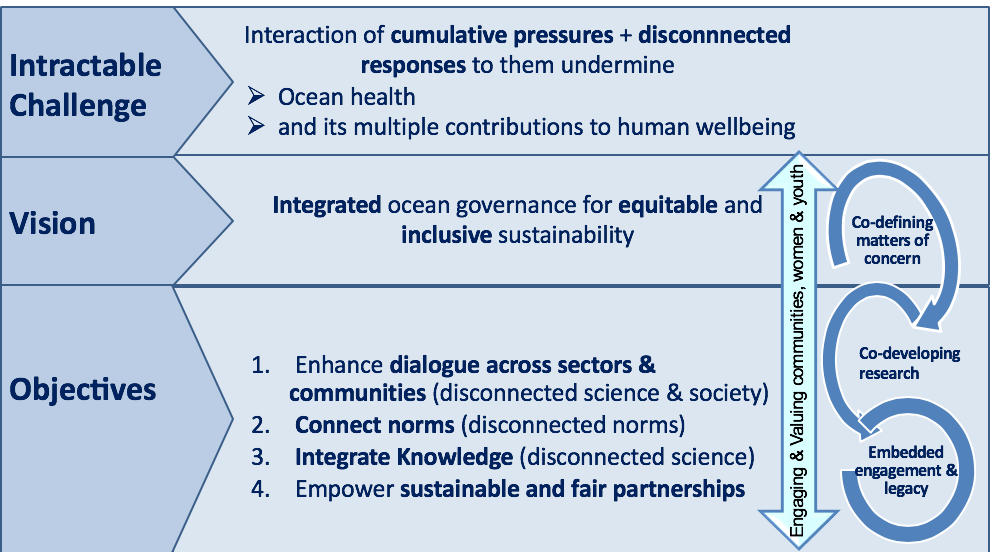 Intractable
Challenge
Interaction of cumulative pressures + disconnnected
responses to them undermine
➢ Ocean health
➢ and its multiple contributions to human wellbeing
Vision
Integrated ocean governance for equitable and
inclusive sustainability
Objectives
1. Enhance dialogue across sectors &
communities (disconnected science & society)
2. Connect norms (disconnected norms)
3. Integrate Knowledge (disconnected science)
4. Empower sustainable and fair partnerships
Engaging & Valuing communities, women & youth
Co-defining
matters of
concern
Co-developing
research
Embedded
engagement &
legacy